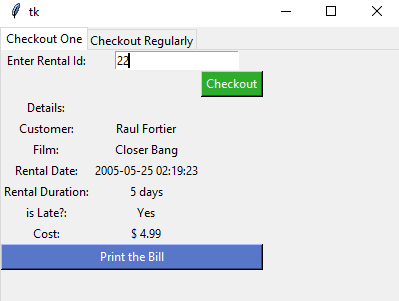 tk
Checkout One Checkout Regularly
Enter Rental Id: 22
Checkout
Details:
Customer: Raul Fortier
Film: Closer Bang
Rental Date: 2005-05-25 02:19:23
Rental Duration: 5 days
is Late?: Yes
Cost: $ 4.99
Print the Bill